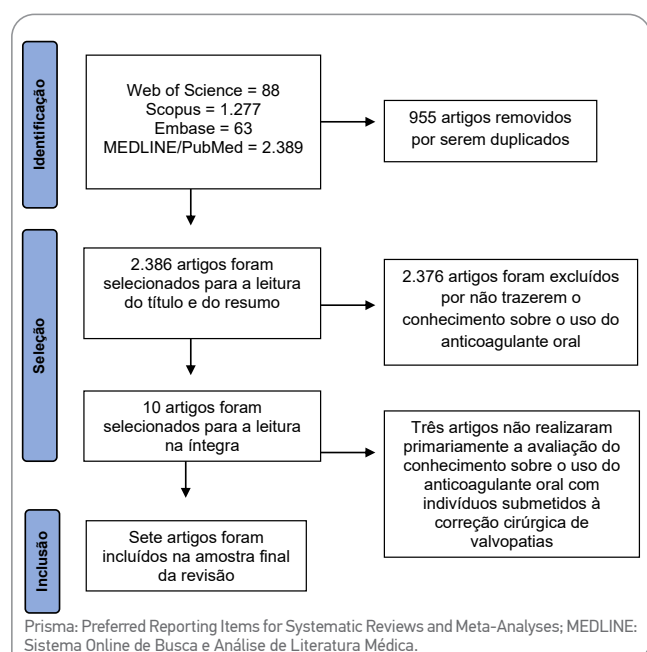 Identificação
Web of Science = 88
Scopus = 1.277
Embase = 63
MEDLINE/PubMed = 2.389
955 artigos removidos
por serem duplicados
Seleção
2.386 artigos foram
selecionados para a leitura
do título e do resumo
2.376 artigos foram excluídos
por não trazerem o
conhecimento sobre o uso do
anticoagulante oral
10 artigos foram
selecionados para a leitura
na íntegra
Três artigos não realizaram
primariamente a avaliação do
conhecimento sobre o uso do
anticoagulante oral com
indivíduos submetidos à
correção cirúrgica de
valvopatias
Inclusão
Sete artigos foram
incluídos na amostra final
da revisão
Prisma: Preferred Reporting Items for Systematic Reviews and Meta-Analyses; MEDLINE:
Sistema Online de Busca e Análise de Literatura Médica.